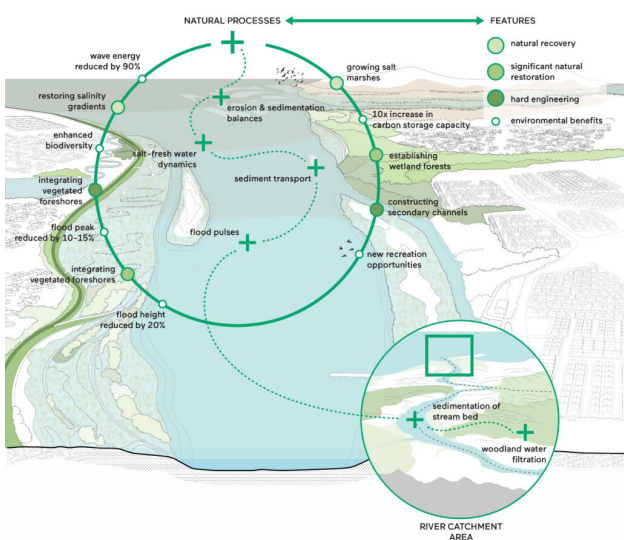 NATURAL PROCESSES
FEATURES
natural recovery
significant natural
restoration
hard engineering
environmental benefits
wave energy
reduced by 90%
growing salt
marshes
restoring salinity
gradients
erosion & sedimentation
balances
10x increase in
carbon storage capacity
enhanced
biodiversity
salt-fresh water
dynamics
establishing
wetland forests
integrating
vegetated
foreshores
sediment transport
constructing
secondary channels
flood peak
reduced by 10-15%
flood pulses
new recreation
opportunities
integrating
vegetated foreshores
flood height
reduced by 20%
sedimentation of
stream bed
woodland water
filtration
RIVER CATCHMENT
AREA